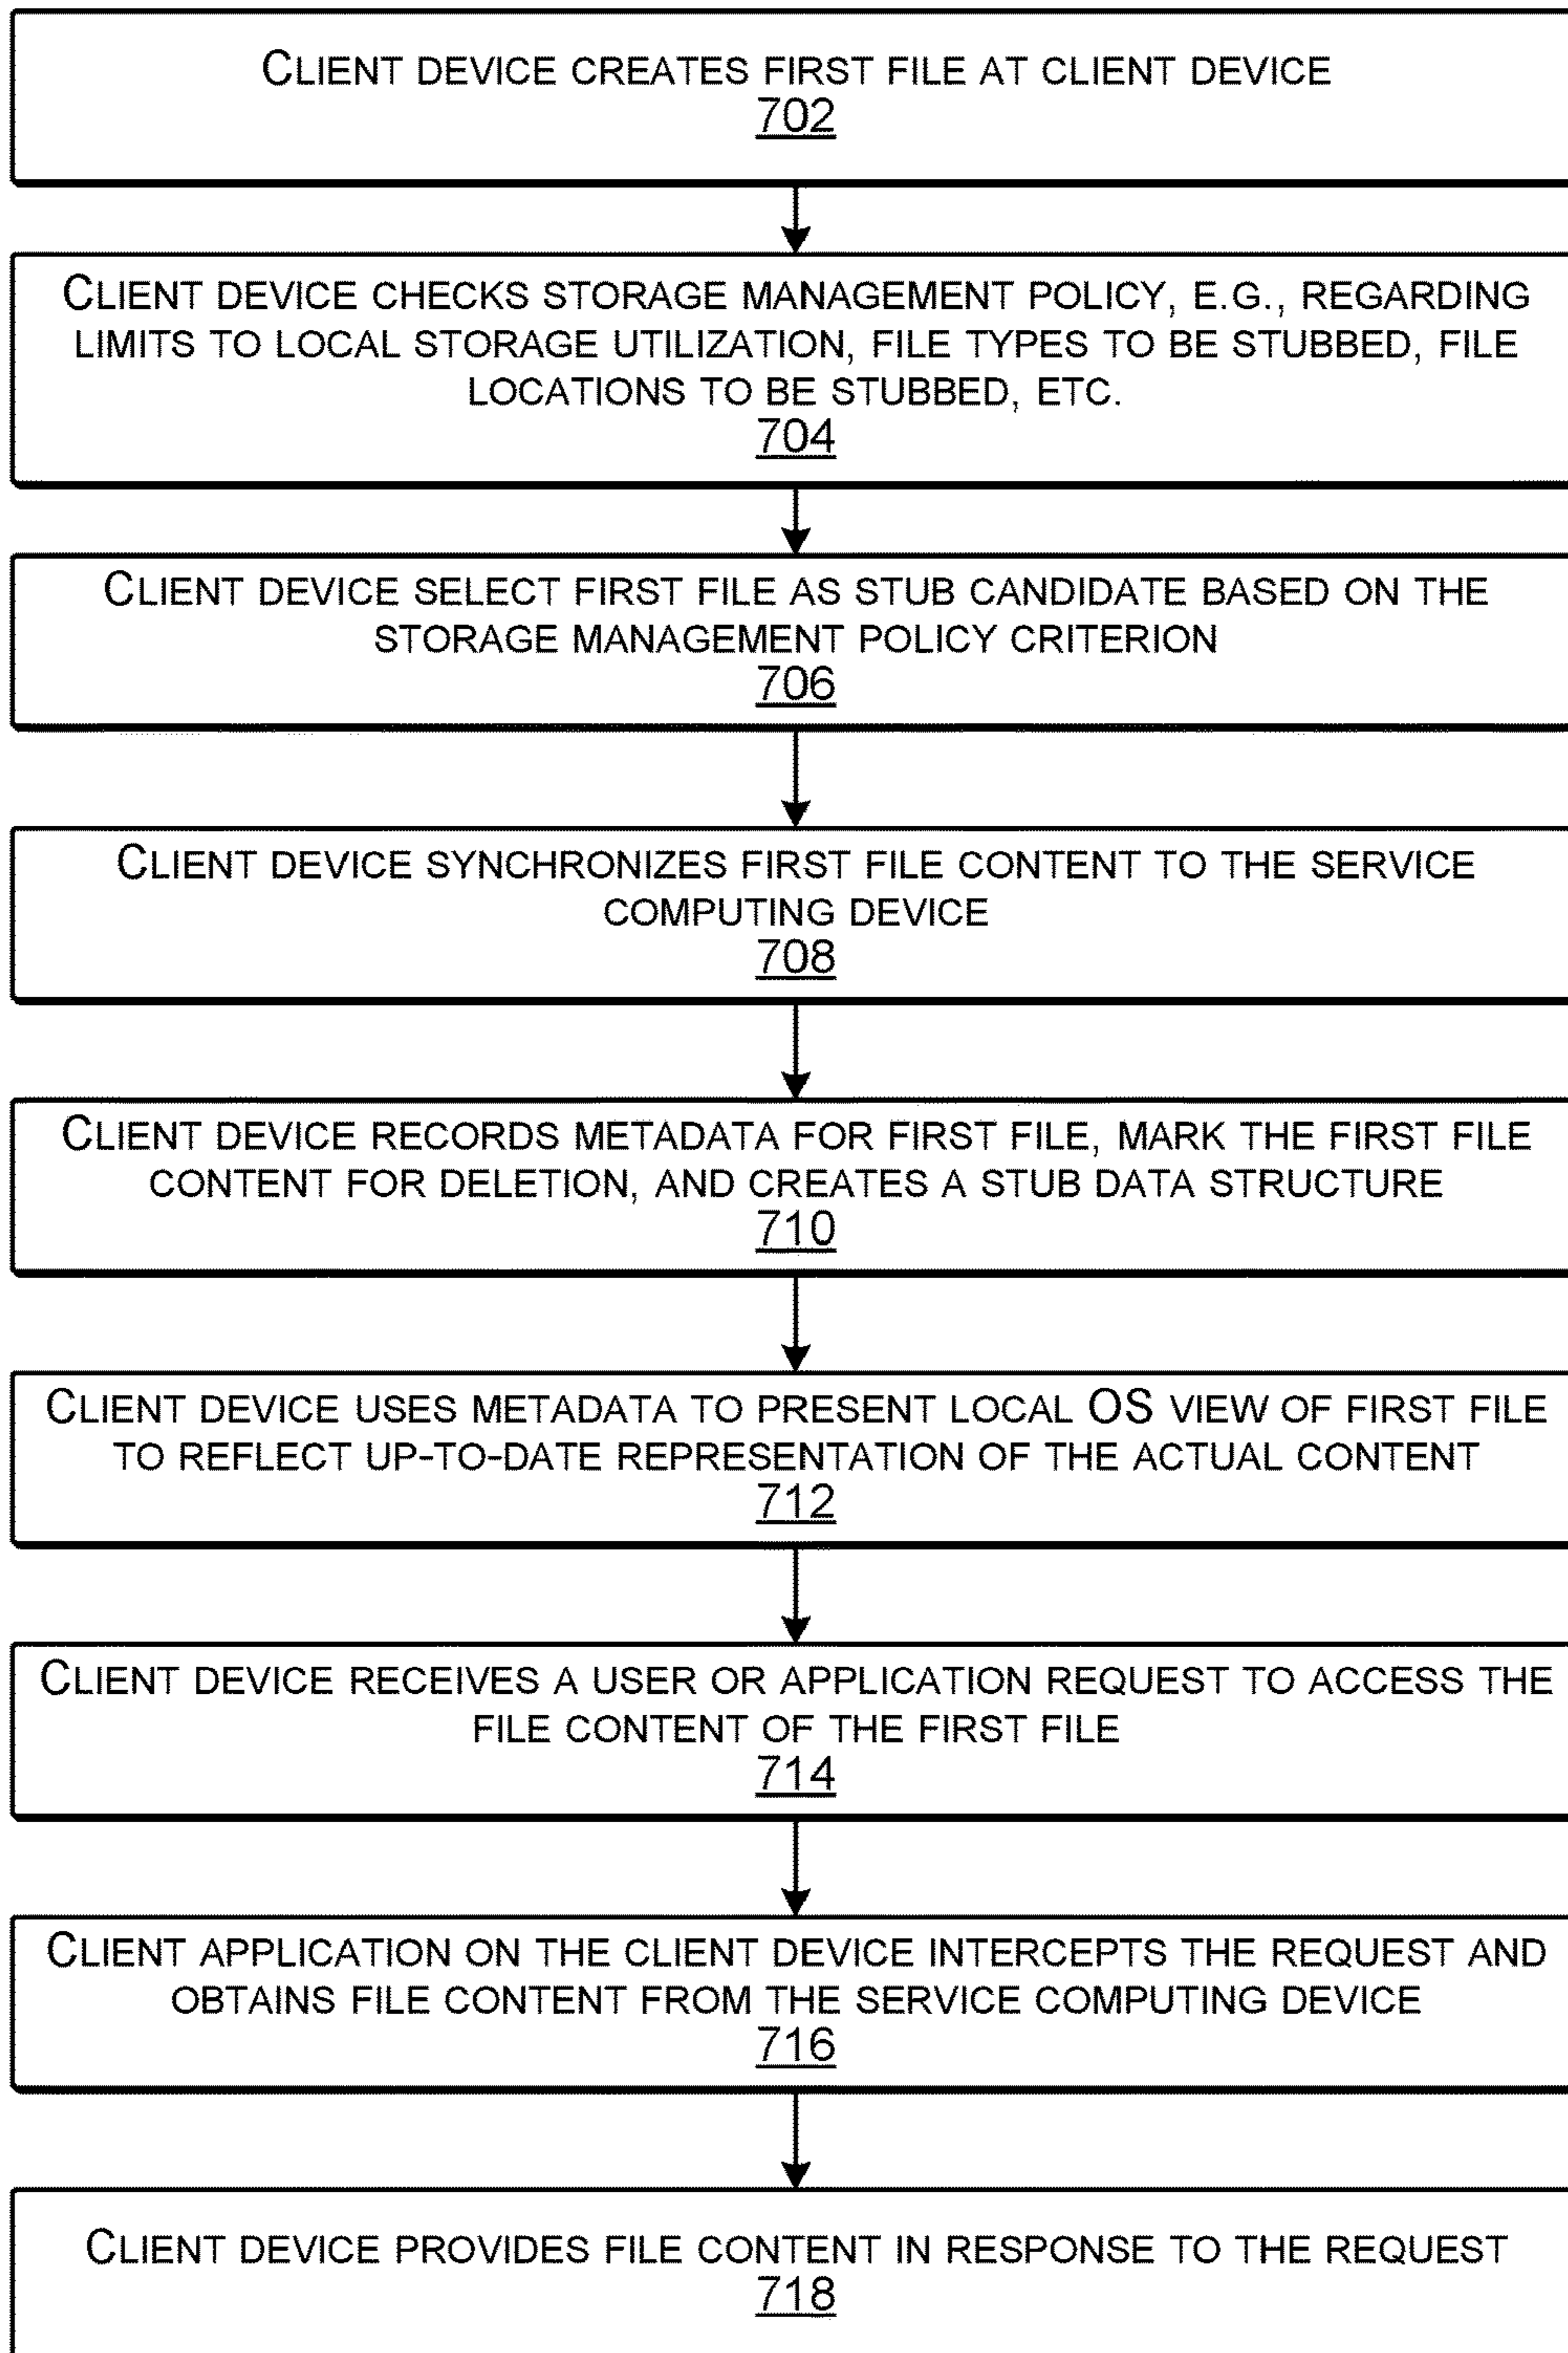 CLIENT DEVICE CREATES FIRST FILE AT CLIENT DEVICE
702
CLIENT DEVICE CHECKS STORAGE MANAGEMENT POLICY, E.G., REGARDING
LIMITS TO LOCAL STORAGE UTILIZATION, FILE TYPES TO BE STUBBED, FILE
LOCATIONS TO BE STUBBED, ETC.
704
CLIENT DEVICE SELECT FIRST FILE AS STUB CANDIDATE BASED ON THE
STORAGE MANAGEMENT POLICY CRITERION
706
CLIENT DEVICE SYNCHRONIZES FIRST FILE CONTENT TO THE SERVICE
COMPUTING DEVICE
708
CLIENT DEVICE RECORDS METADATA FOR FIRST FILE, MARK THE FIRST FILE
CONTENT FOR DELETION, AND CREATES A STUB DATA STRUCTURE
710
CLIENT DEVICE USES METADATA TO PRESENT LOCAL OS VIEW OF FIRST FILE
TO REFLECT UP-TO-DATE REPRESENTATION OF THE ACTUAL CONTENT
712
CLIENT DEVICE RECEIVES A USER OR APPLICATION REQUEST TO ACCESS THE
FILE CONTENT OF THE FIRST FILE
714
CLIENT APPLICATION ON THE CLIENT DEVICE INTERCEPTS THE REQUEST AND
OBTAINS FILE CONTENT FROM THE SERVICE COMPUTING DEVICE
716
CLIENT DEVICE PROVIDES FILE CONTENT IN RESPONSE TO THE REQUEST
718